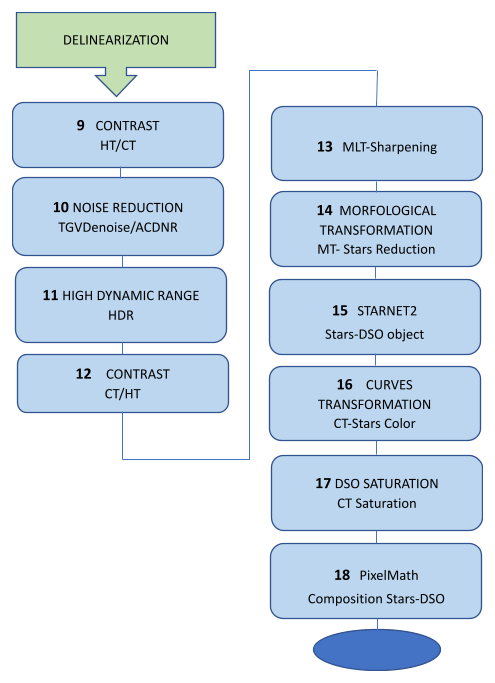 DELINEARIZATION
9 CONTRAST
HT/CT
10 NOISE REDUCTION
TGVDenoise/ACDNR
11 HIGH DYNAMIC RANGE
HDR
12 CONTRAST
CT/HT
13 MLT-Sharpening
14 MORFOLOGICAL
TRANSFORMATION
MT- Stars Reduction
15 STARNET2
Stars-DSO object
16 CURVES
TRANSFORMATION
CT-Stars Color
17 DSO SATURATION
CT Saturation
18 PixelMath
Composition Stars-DSO